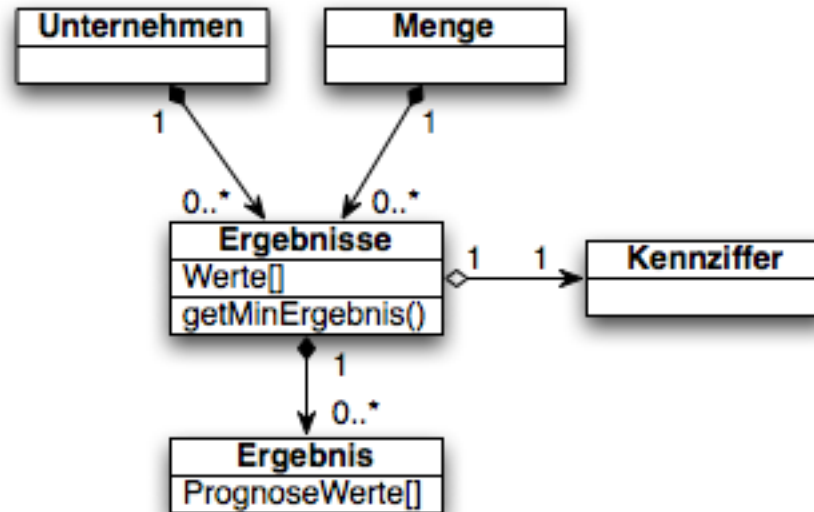 Unternehmen
Menge
1
1
0..*
0..*
Ergebnisse
Werte[]
getMinErgebnis()
1
1
Kennziffer
1
0..*
Ergebnis
PrognoseWerte[]